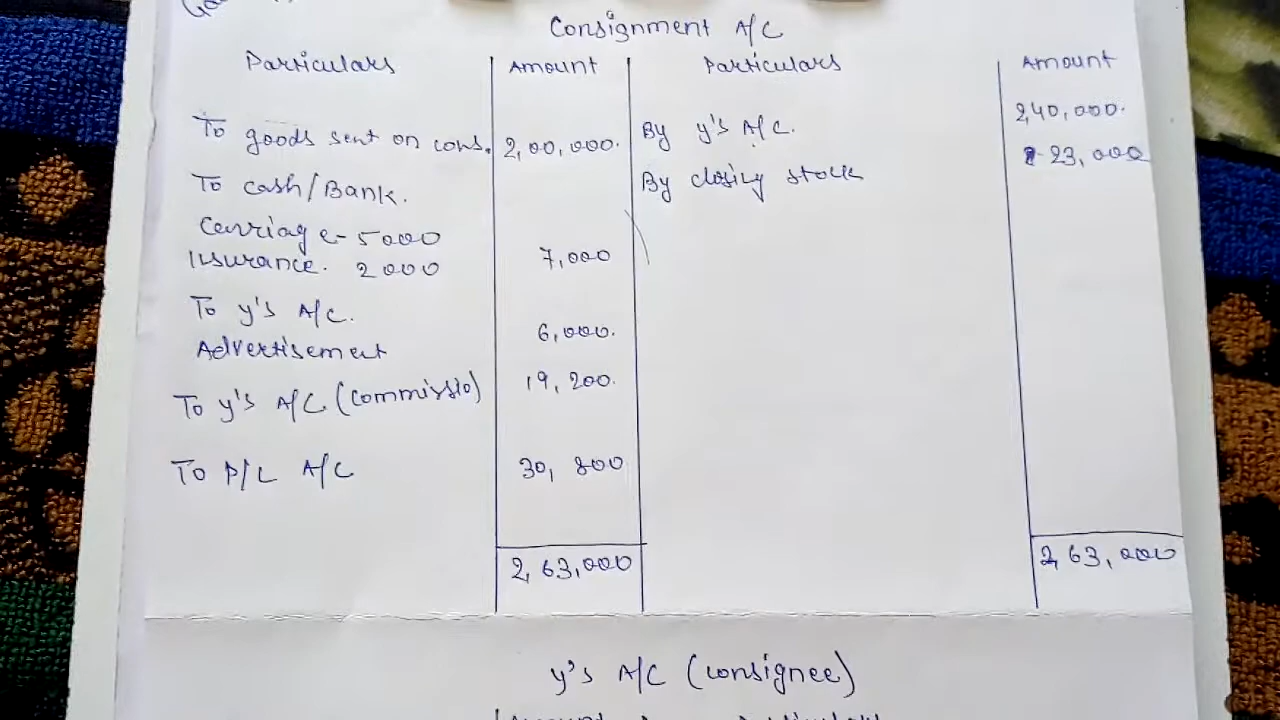 Consignment A/C
Particulars Amount Particulars Amount
To goods sent on cons. 2,00,000. By y's A/C. 2,40,000.
To cash/Bank. By closing stock 23,000
Carriage - 5000
Insurance. 2000 7,000
To y's A/C.
Advertisement 6,000.
To y's A/C (commissio) 19,200.
To P/L A/C 30,800
2,63,000 2,63,000
y's A/C (consignee)